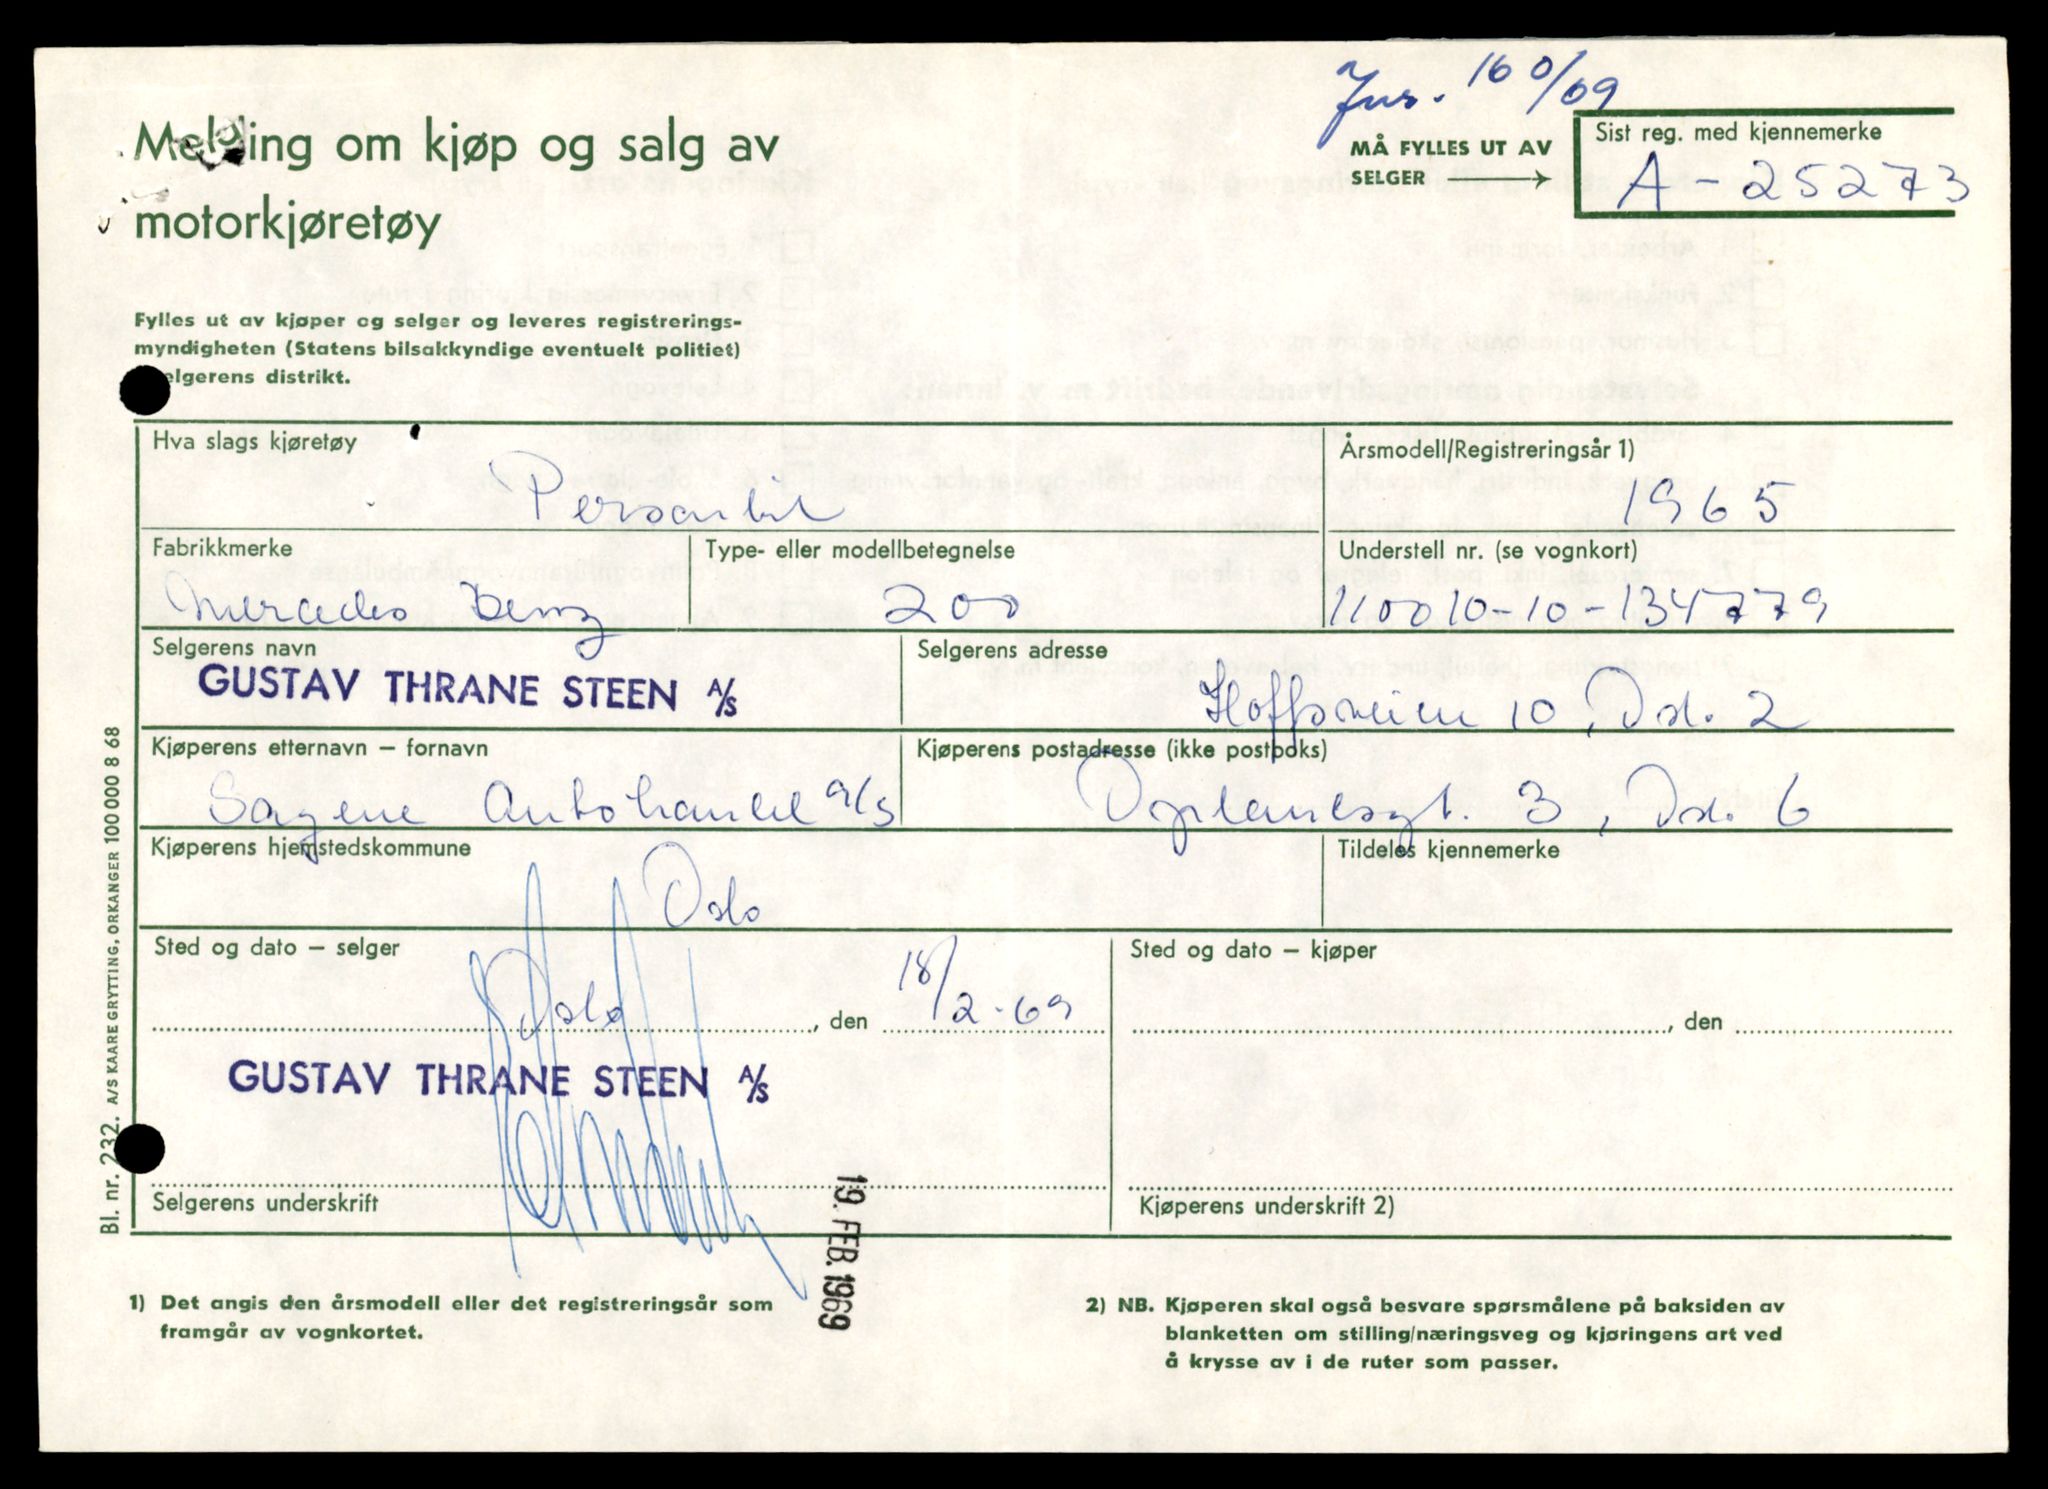 Jnr. 160/69
Melding om kjøp og salg av
motorkjøretøy
MÅ FYLLES UT AV
SELGER →
Sist reg. med kjennemerke
A-25273
Fylles ut av kjøper og selger og leveres registrerings-
myndigheten (Statens bilsakkyndige eventuelt politiet)
elgerens distrikt.
Hva slags kjøretøy
Personbil
Årsmodell/Registreringsår 1)
1965
Fabrikkmerke
Mercedes Benz
Type- eller modellbetegnelse
200
Understell nr. (se vognkort)
110010-10-134779
Selgerens navn
GUSTAV THRANE STEEN A/S
Selgerens adresse
Hoffsveien 10, Osl. 2
Kjøperens etternavn – fornavn
Sagene Autohandel A/S
Kjøperens postadresse (ikke postboks)
3, Osl. 6
Kjøperens hjemstedskommune
Oslo
Tildeles kjennemerke
Sted og dato – selger
Oslo, den 18/2-69
Sted og dato – kjøper
, den
GUSTAV THRANE STEEN A/S
Selgerens underskrift
Kjøperens underskrift 2)
19. FEB. 1969
1) Det angis den årsmodell eller det registreringsår som
framgår av vognkortet.
2) NB. Kjøperen skal også besvare spørsmålene på baksiden av
blanketten om stilling/næringsveg og kjøringens art ved
å krysse av i de ruter som passer.
Bl. nr. 232. A/S KAARE GRYTTING, ORKANGER 100 000 8 68